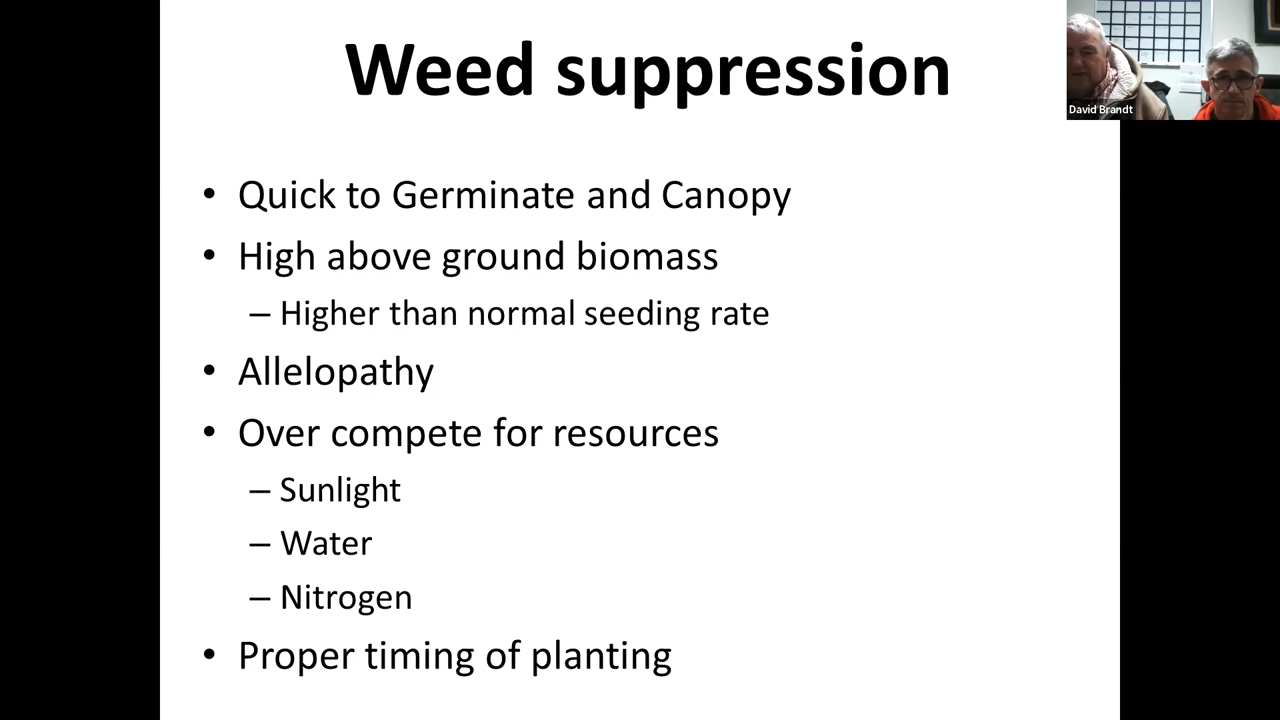 Weed suppression
David Brandt
• Quick to Germinate and Canopy
• High above ground biomass
– Higher than normal seeding rate
• Allelopathy
• Over compete for resources
– Sunlight
– Water
– Nitrogen
• Proper timing of planting